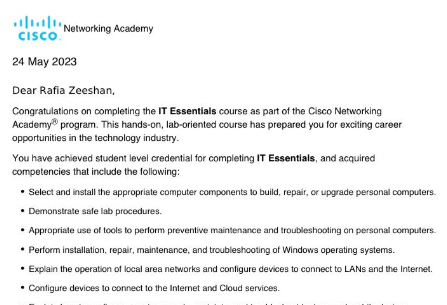 CISCO Networking Academy
24 May 2023
Dear Rafia Zeeshan,
Congratulations on completing the IT Essentials course as part of the Cisco Networking
Academy® program. This hands-on, lab-oriented course has prepared you for exciting career
opportunities in the technology industry.
You have achieved student level credential for completing IT Essentials, and acquired
competencies that include the following:
• Select and install the appropriate computer components to build, repair, or upgrade personal computers.
• Demonstrate safe lab procedures.
• Appropriate use of tools to perform preventive maintenance and troubleshooting on personal computers.
• Perform installation, repair, maintenance, and troubleshooting of Windows operating systems.
• Explain the operation of local area networks and configure devices to connect to LANs and the Internet.
• Configure devices to connect to the Internet and Cloud services.